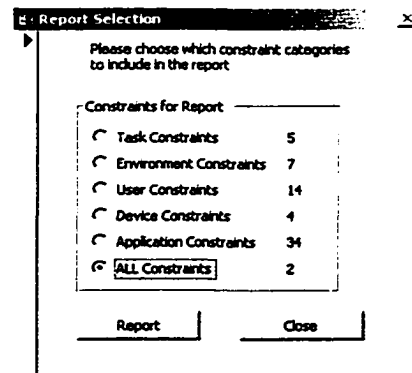 Report Selection
Please choose which constraint categories
to include in the report
Constraints for Report
Task Constraints 5
Environment Constraints 7
User Constraints 14
Device Constraints 4
Application Constraints 34
ALL Constraints 2
Report Close